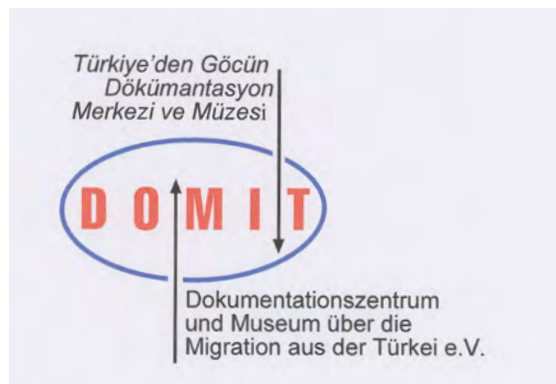 Türkiye'den Göcün
Dökümantasyon
Merkezi ve Müzesi
DOMIT
Dokumentationszentrum
und Museum über die
Migration aus der Türkei e.V.